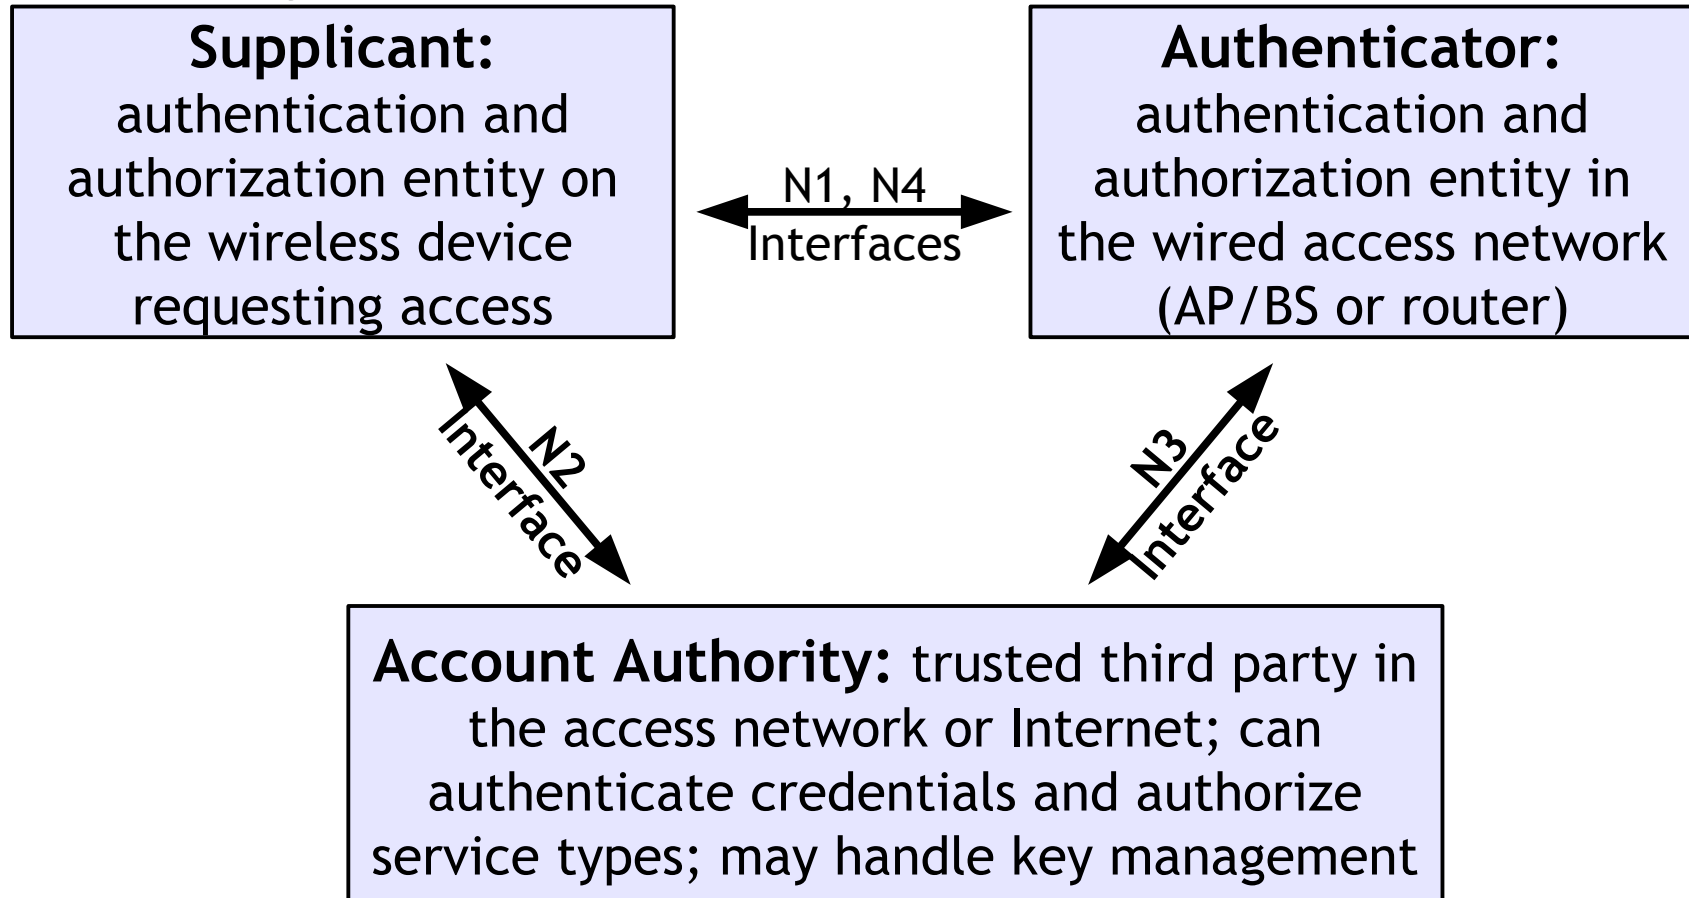 Supplicant:
authentication and
authorization entity on
the wireless device
requesting access
Authenticator:
authentication and
authorization entity in
the wired access network
(AP/BS or router)
N1, N4
Interfaces
N2
Interface
N3
Interface
Account Authority: trusted third party in
the access network or Internet; can
authenticate credentials and authorize
service types; may handle key management